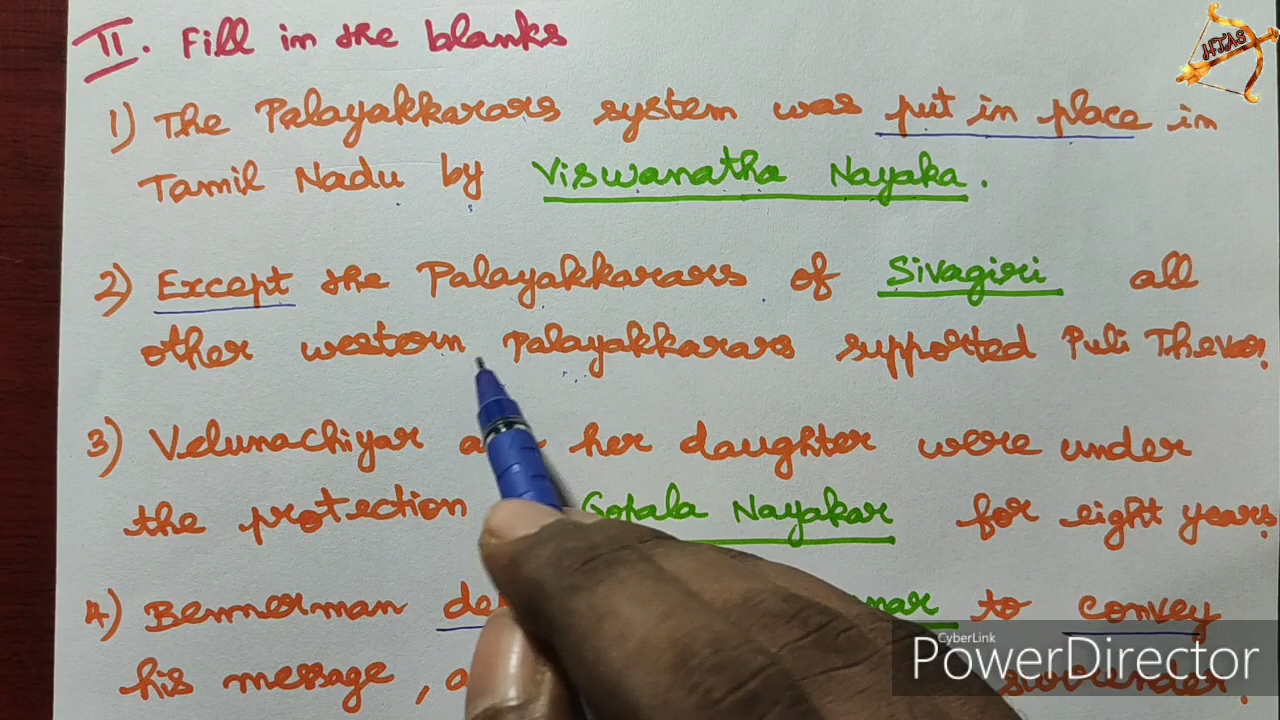 II. Fill in the blanks
HTAS
1) The Palayakkarars system was put in place in
Tamil Nadu by Viswanatha Nayaka.
2) Except the Palayakkarars of Sivagiri all
other western Palayakkarars supported Puli Thevar.
3) Velunachiyar her daughter were under
the protection Gopala Nayakar for eight years.
4) Bannerman to convey
his message, surrender.
CyberLink
PowerDirector